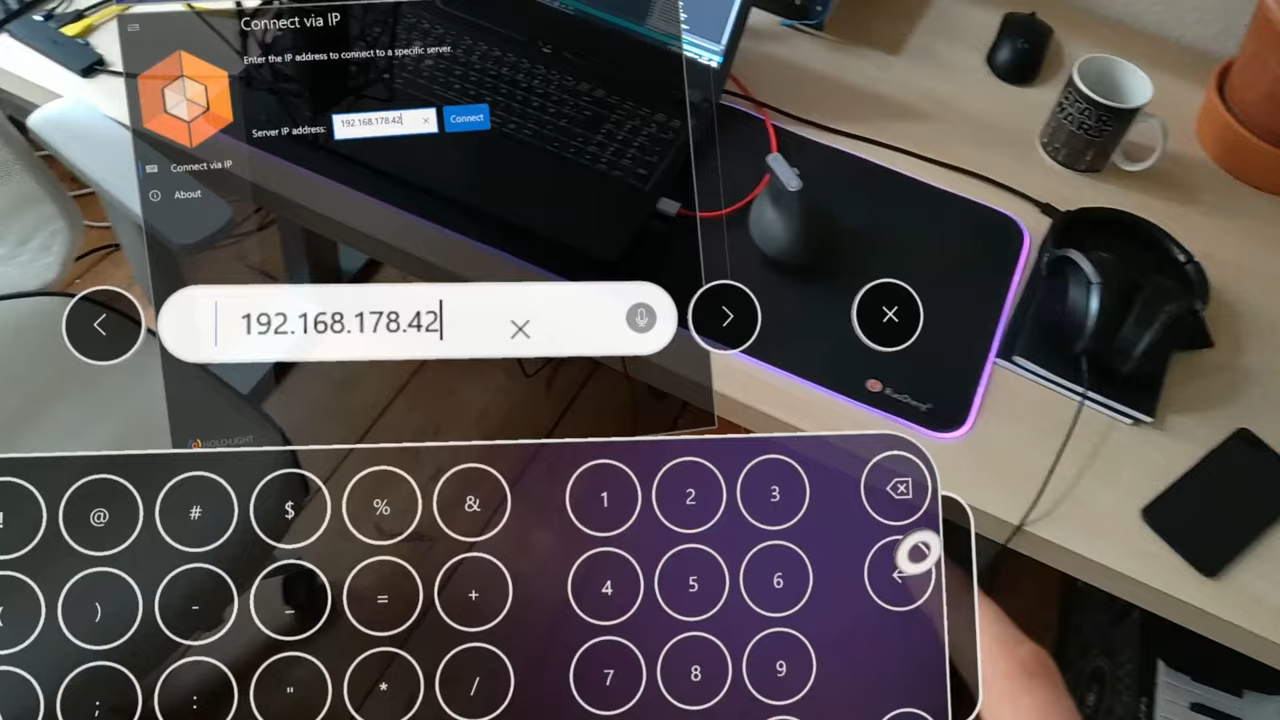 Connect via IP
Enter the IP address to connect to a specific server.
Server IP address: 192.168.178.42 Connect
Connect via IP
About
STAR WARS
192.168.178.42
HOLO-LIGHT
! @ # $ % & 1 2 3
( ) - _ = + 4 5 6
; : " * / 7 8 9